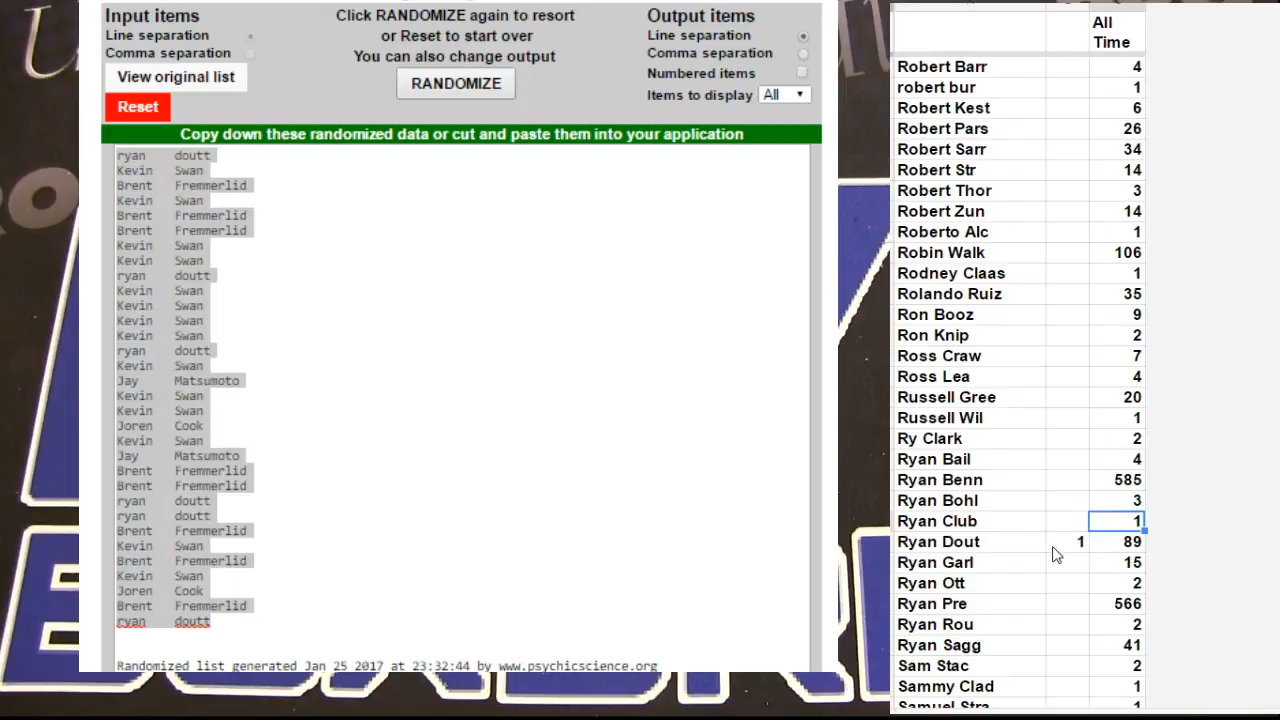 Input items
Line separation
Comma separation
View original list
Reset
Click RANDOMIZE again to resort
or Reset to start over
You can also change output
RANDOMIZE
Output items
Line separation
Comma separation
Numbered items
Items to display All
Copy down these randomized data or cut and paste them into your application
ryan doutt
Kevin Swan
Brent Fremmerlid
Kevin Swan
Brent Fremmerlid
Brent Fremmerlid
Kevin Swan
Kevin Swan
ryan doutt
Kevin Swan
Kevin Swan
Kevin Swan
Kevin Swan
ryan doutt
Kevin Swan
Jay Matsumoto
Kevin Swan
Kevin Swan
Joren Cook
Kevin Swan
Jay Matsumoto
Brent Fremmerlid
Brent Fremmerlid
ryan doutt
ryan doutt
Brent Fremmerlid
Kevin Swan
Brent Fremmerlid
Kevin Swan
Joren Cook
Brent Fremmerlid
ryan doutt
Randomized list generated Jan 25 2017 at 23:32:44 by www.psychicscience.org
All
Time
Robert Barr 4
robert bur 1
Robert Kest 6
Robert Pars 26
Robert Sarr 34
Robert Str 14
Robert Thor 3
Robert Zun 14
Roberto Alc 1
Robin Walk 106
Rodney Claas 1
Rolando Ruiz 35
Ron Booz 9
Ron Knip 2
Ross Craw 7
Ross Lea 4
Russell Gree 20
Russell Wil 1
Ry Clark 2
Ryan Bail 4
Ryan Benn 585
Ryan Bohl 3
Ryan Club 1
Ryan Dout 1 89
Ryan Garl 15
Ryan Ott 2
Ryan Pre 566
Ryan Rou 2
Ryan Sagg 41
Sam Stac 2
Sammy Clad 1
Samuel Stra 1